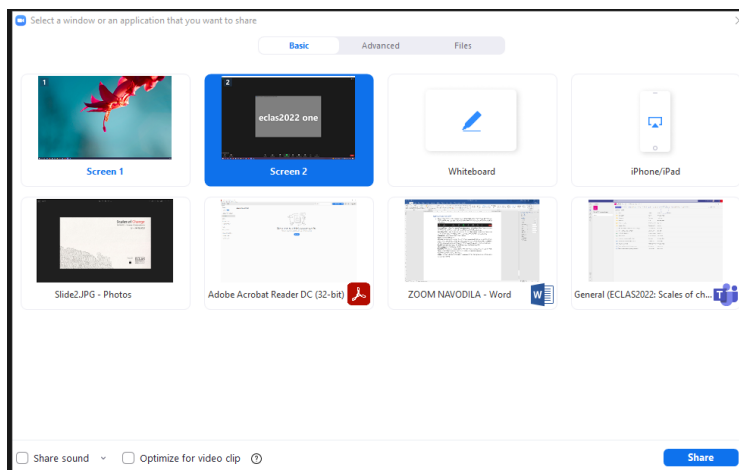 Select a window or an application that you want to share
Basic
Advanced
Files
1
2
eclas2022 one
Screen 1
Screen 2
Whiteboard
iPhone/iPad
Slide2.JPG - Photos
Adobe Acrobat Reader DC (32-bit)
ZOOM NAVODILA - Word
General (ECLAS2022: Scales of ch...
Share sound
Optimize for video clip
Share